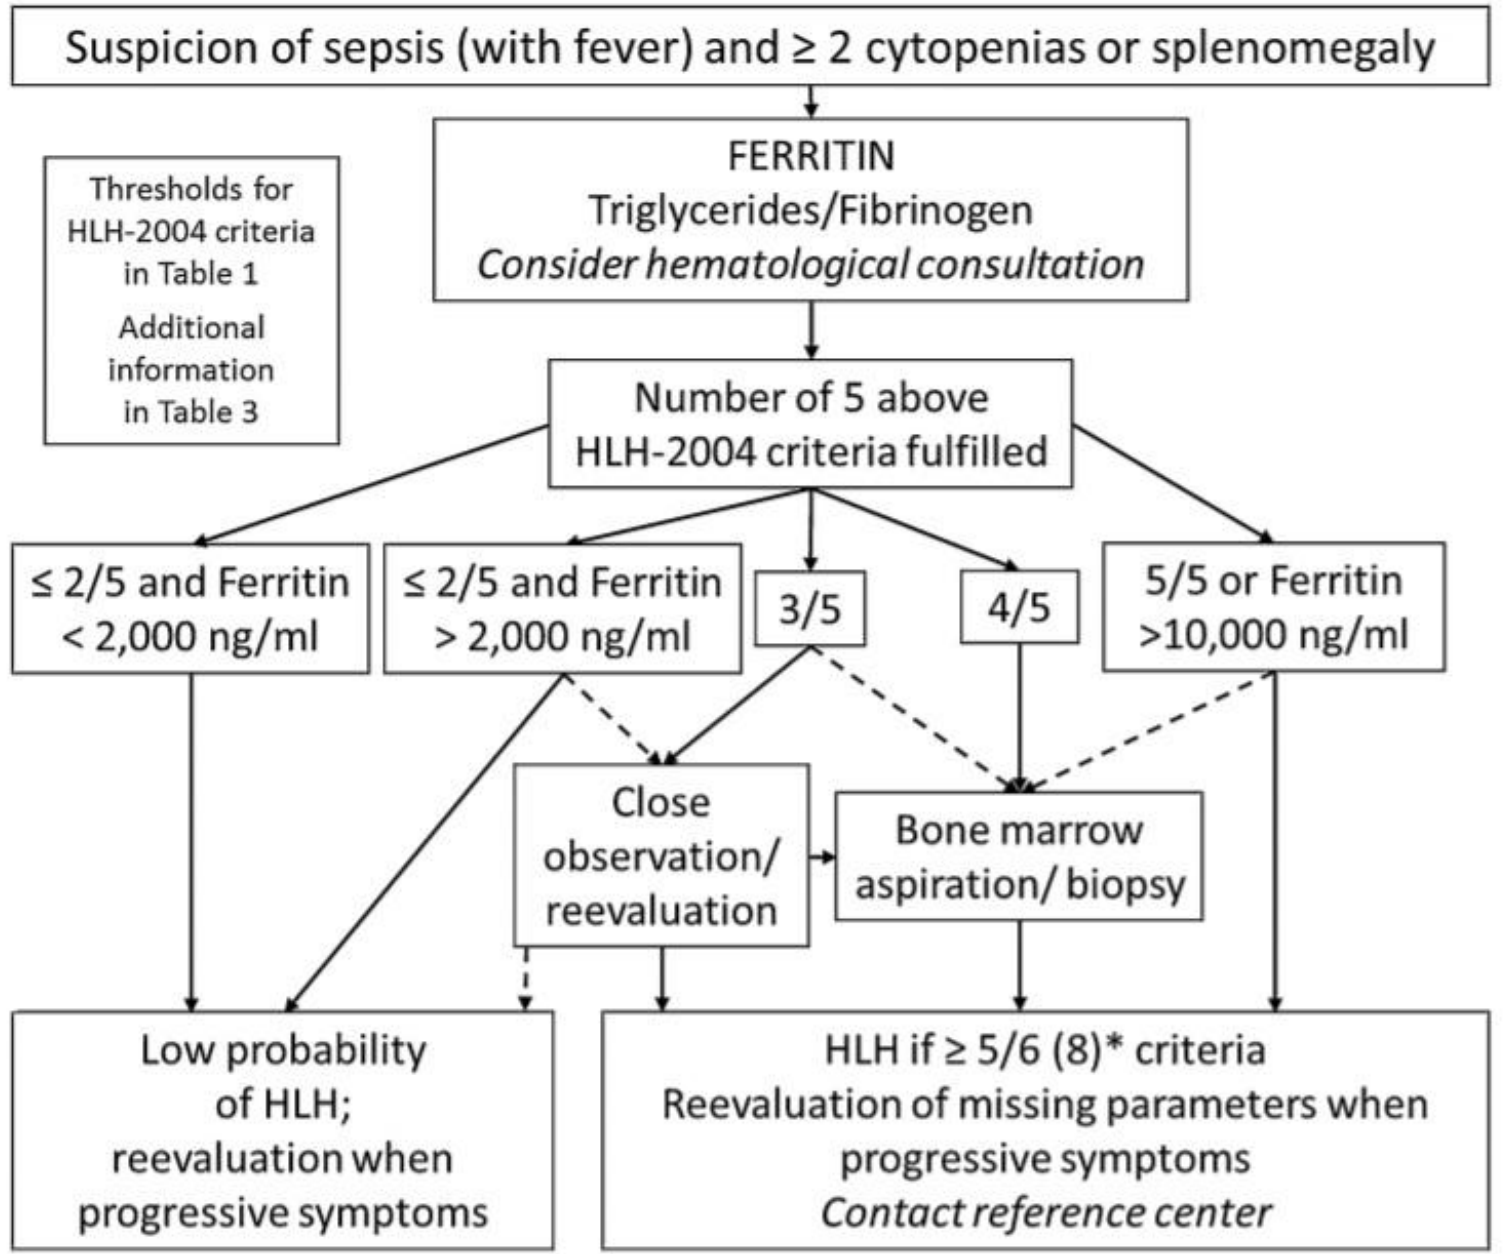 Suspicion of sepsis (with fever) and ≥ 2 cytopenias or splenomegaly
FERRITIN
Triglycerides/Fibrinogen
Consider hematological consultation
Thresholds for
HLH-2004 criteria
in Table 1
Additional
information
in Table 3
Number of 5 above
HLH-2004 criteria fulfilled
≤ 2/5 and Ferritin
< 2,000 ng/ml
≤ 2/5 and Ferritin
> 2,000 ng/ml
3/5
4/5
5/5 or Ferritin
>10,000 ng/ml
Close
observation/
reevaluation
Bone marrow
aspiration/ biopsy
Low probability
of HLH;
reevaluation when
progressive symptoms
HLH if ≥ 5/6 (8)* criteria
Reevaluation of missing parameters when
progressive symptoms
Contact reference center